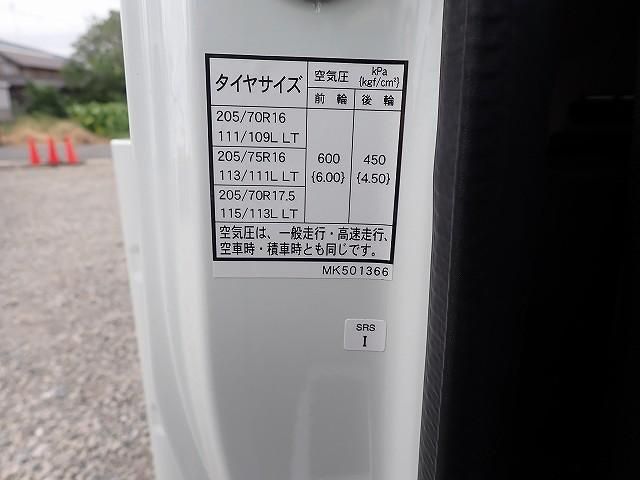 タイヤサイズ
空気圧 kPa
{kgf/cm²}
前輪 後輪
205/70R16
111/109L LT
205/75R16
113/111L LT
205/70R17.5
115/113L LT
600 450
{6.00} {4.50}
空気圧は、一般走行・高速走行、
空車時・積車時とも同じです。
MK501366
SRS
I